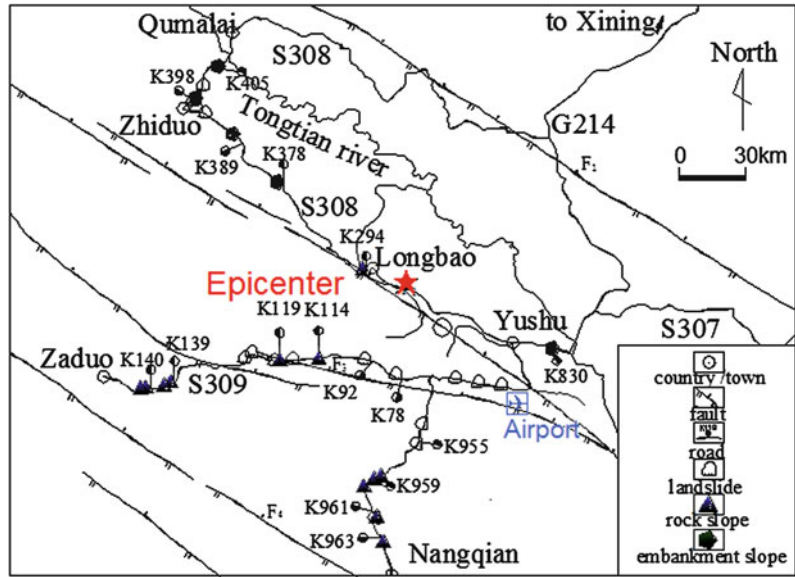 to Xining
Qumalai
S308
North
K398
K405
G214
Zhiduo
Tongtian river
0 30km
K389
K378
S308
K294
Longbao
Epicenter
K119 K114
Yushu
S307
K139
Zaduo
K140
S309
K92
K830
K78
Airport
K955
K959
F₄
K961
K963
Nangqian
country /town
fault
road
landslide
rock slope
embankment slope